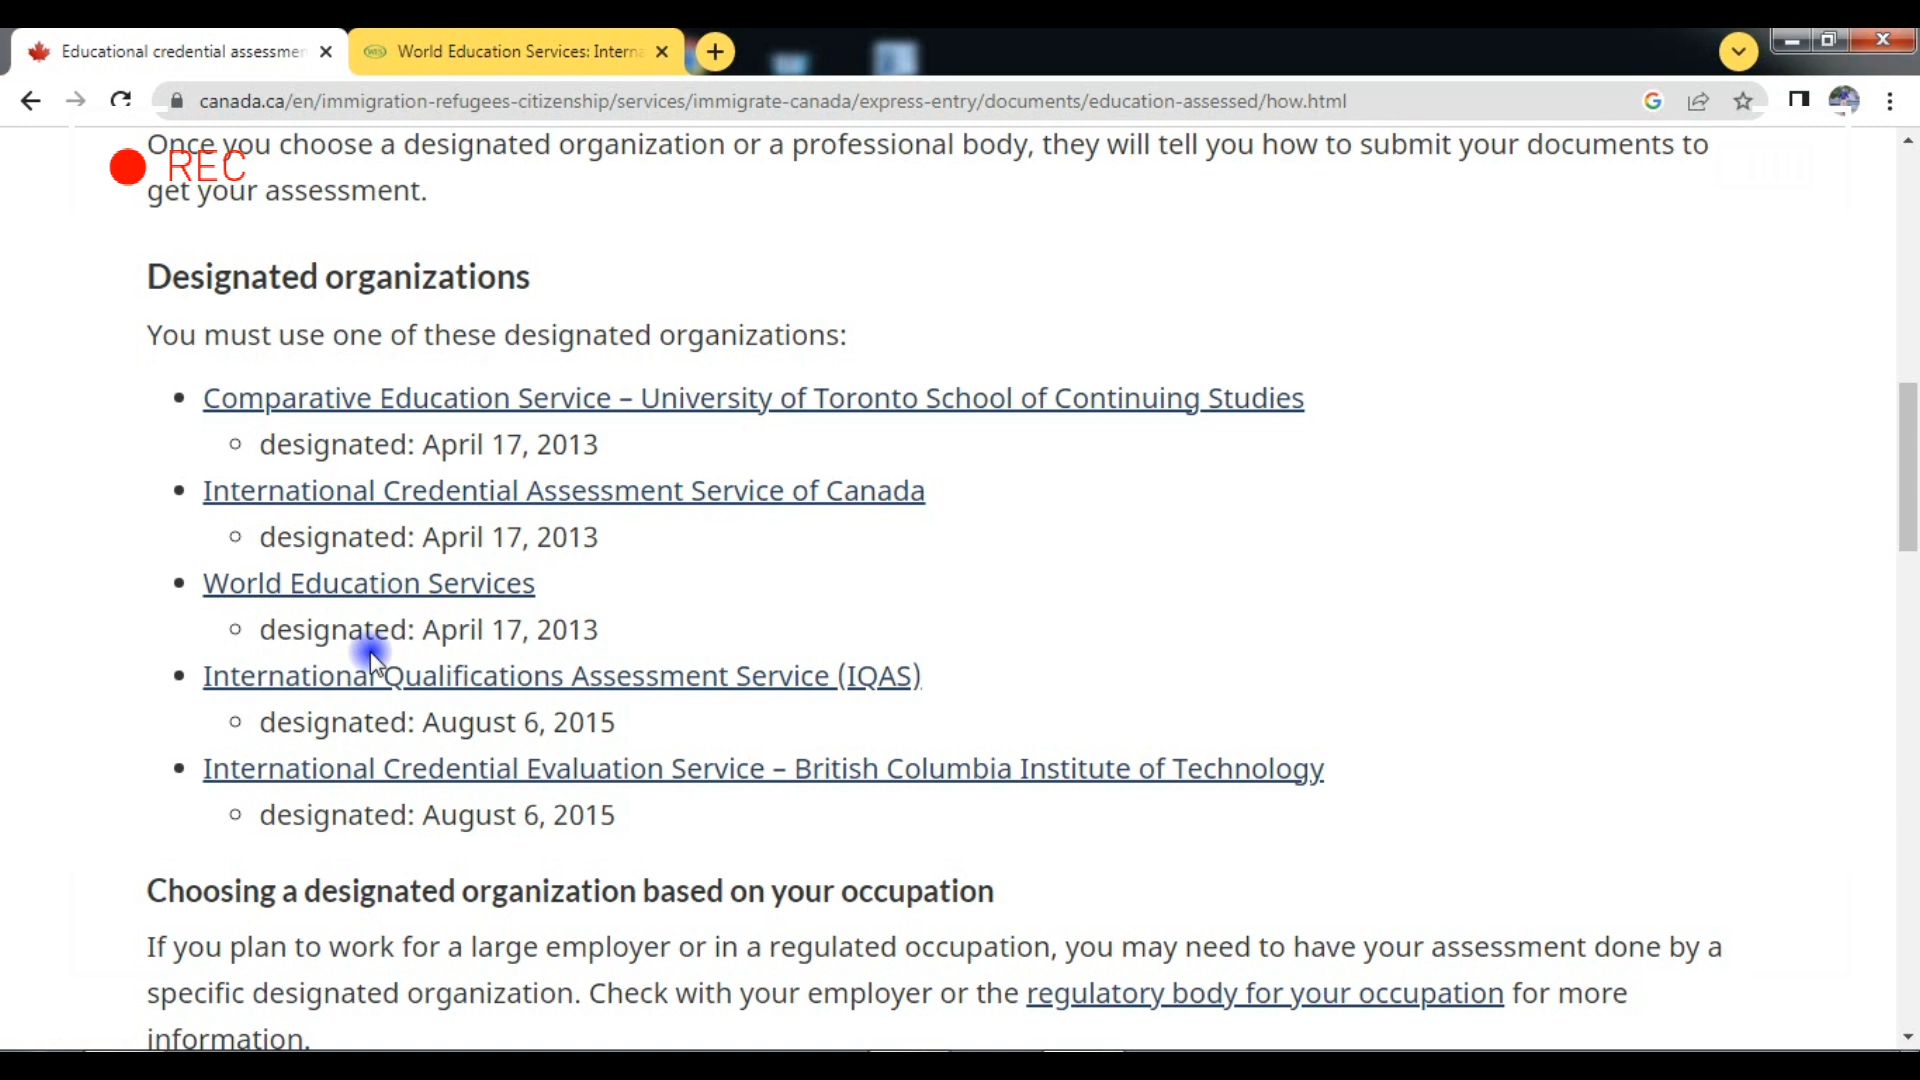 Educational credential assessmen
World Education Services: Interna
canada.ca/en/immigration-refugees-citizenship/services/immigrate-canada/express-entry/documents/education-assessed/how.html
Once you choose a designated organization or a professional body, they will tell you how to submit your documents to
REC
get your assessment.
Designated organizations
You must use one of these designated organizations:
Comparative Education Service – University of Toronto School of Continuing Studies
designated: April 17, 2013
International Credential Assessment Service of Canada
designated: April 17, 2013
World Education Services
designated: April 17, 2013
International Qualifications Assessment Service (IQAS)
designated: August 6, 2015
International Credential Evaluation Service – British Columbia Institute of Technology
designated: August 6, 2015
Choosing a designated organization based on your occupation
If you plan to work for a large employer or in a regulated occupation, you may need to have your assessment done by a
specific designated organization. Check with your employer or the regulatory body for your occupation for more
information.